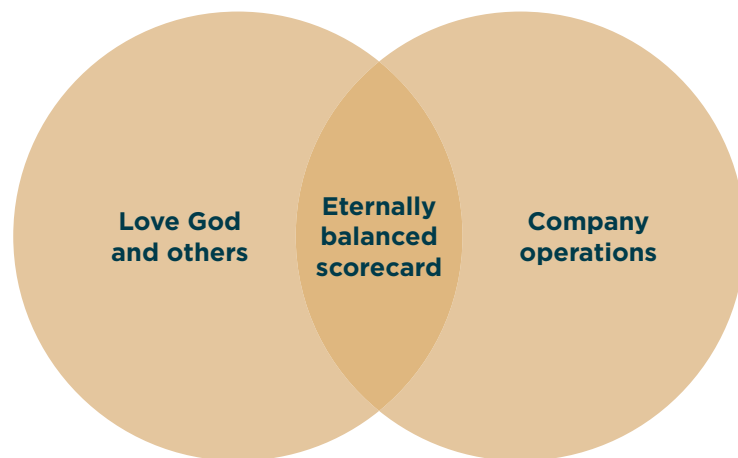 Love God
and others
Eternally
balanced
scorecard
Company
operations